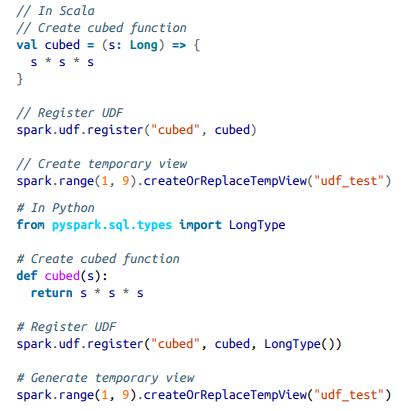 // In Scala
// Create cubed function
val cubed = (s: Long) => {
  s * s * s
}

// Register UDF
spark.udf.register("cubed", cubed)

// Create temporary view
spark.range(1, 9).createOrReplaceTempView("udf_test")
# In Python
from pyspark.sql.types import LongType

# Create cubed function
def cubed(s):
  return s * s * s

# Register UDF
spark.udf.register("cubed", cubed, LongType())

# Generate temporary view
spark.range(1, 9).createOrReplaceTempView("udf_test")